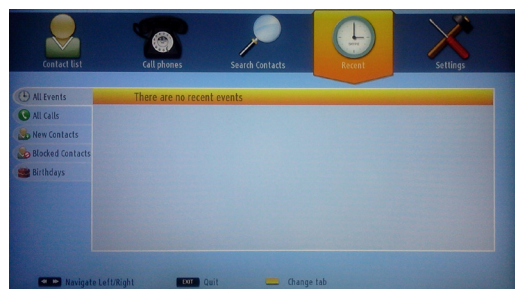 Contact list
Call phones
Search Contacts
Recent
Settings
All Events
All Calls
New Contacts
Blocked Contacts
Birthdays
There are no recent events
Navigate Left/Right
EXIT Quit
Change tab